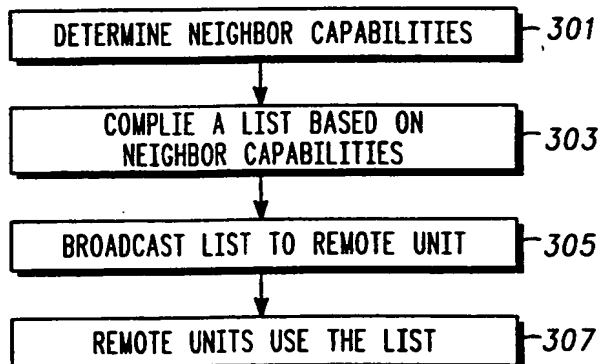 DETERMINE NEIGHBOR CAPABILITIES 301
COMPLIE A LIST BASED ON
NEIGHBOR CAPABILITIES 303
BROADCAST LIST TO REMOTE UNIT 305
REMOTE UNITS USE THE LIST 307